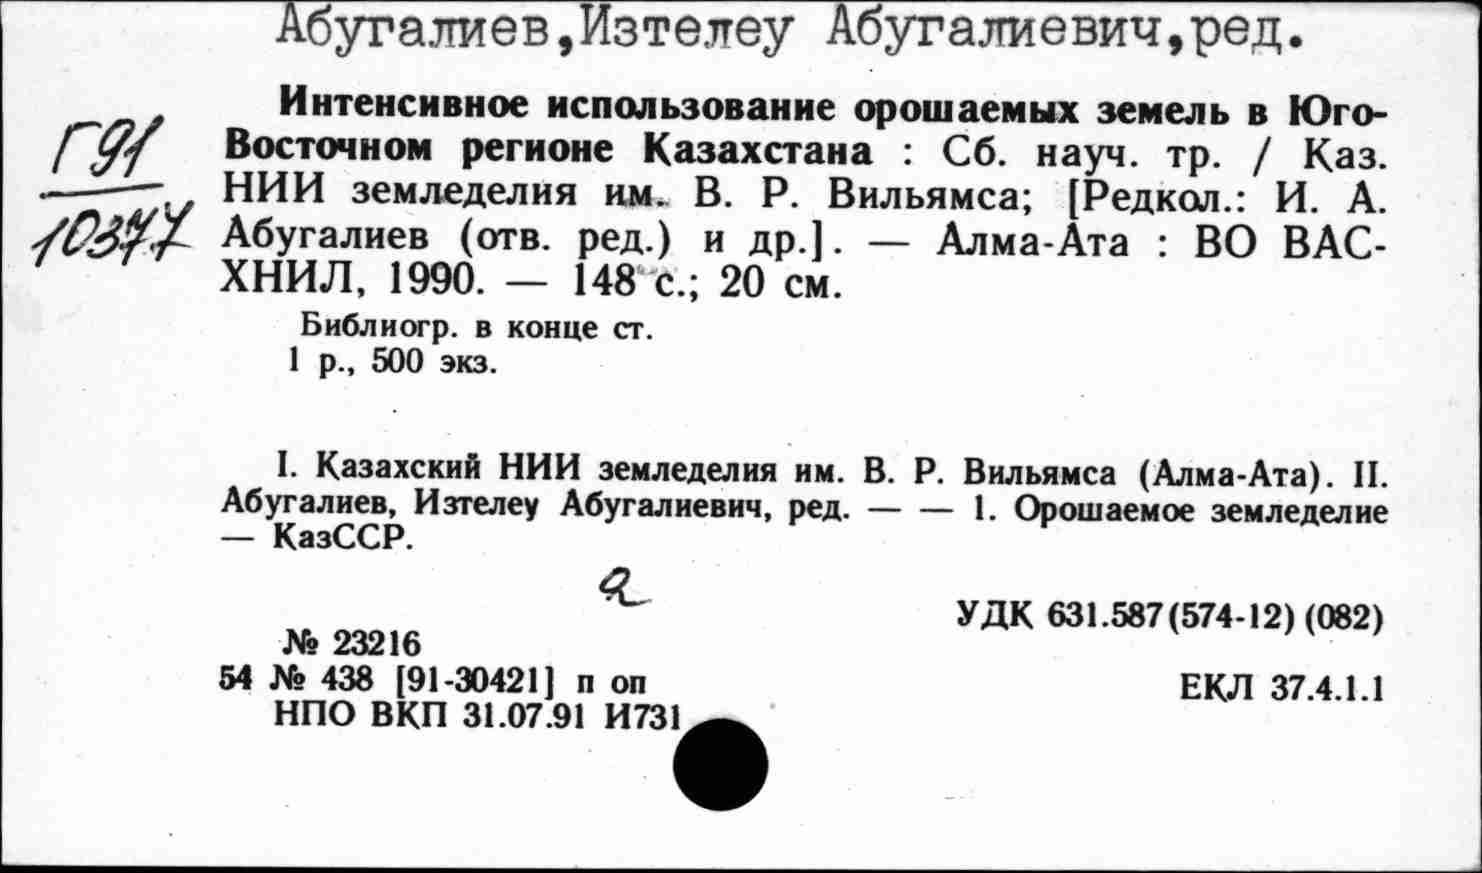 Абугалиев,Изтелеу Абугалиевич,ред.
Интенсивное использование орошаемых земель в Юго-
Г91
Восточном регионе Казахстана : Сб. науч. тр. / Каз.
НИИ земледелия им. В. Р. Вильямса; [Редкол.: И. А.
Абугалиев (отв. ред.) и др.]. — Алма-Ата : ВО ВАС-
ХНИЛ, 1990. — 148 с.; 20 см.
Библиогр. в конце ст.
1 р., 500 экз.
I. Казахский НИИ земледелия им. В. Р. Вильямса (Алма-Ата). II.
Абугалиев, Изтелеу Абугалиевич, ред. — — 1. Орошаемое земледелие
— КазССР.
УДК 631.587(574-12) (082)
№ 23216
54 № 438 [91-30421] п оп
ЕКЛ 37.4.1.1
НПО ВКП 31.07.91 И731